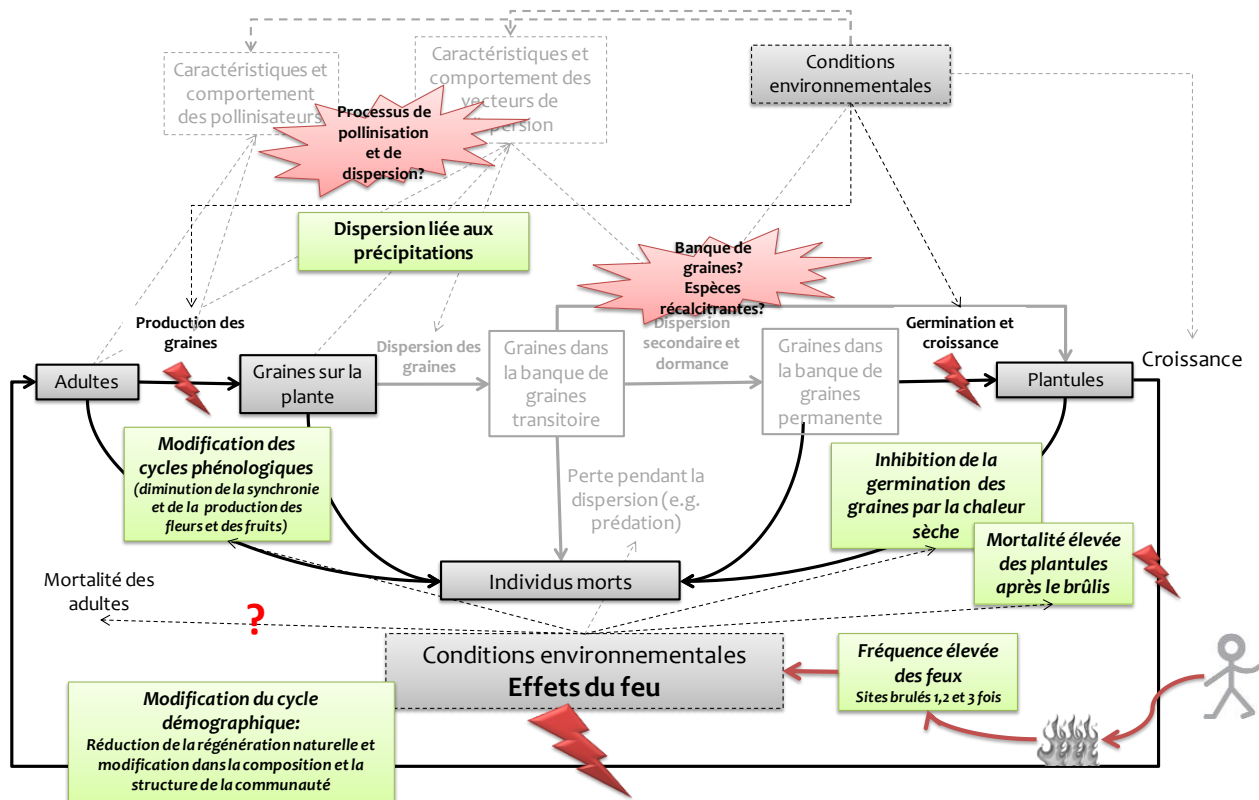 Caractéristiques et
comportement
des pollinisateurs
Caractéristiques et
comportement des
vecteurs de
Conditions
environnementales
Processus de
pollinisation
et de
dispersion?
Dispersion liée aux
précipitations
Banque de
graines?
Espèces
récalcitrantes?
Production des
graines
Dispersion des
graines
Dispersion
secondaire et
dormance
Germination et
croissance
Croissance
Adultes
Graines sur la
plante
Graines dans
la banque de
graines
transitoire
Graines dans
la banque de
graines
permanente
Plantules
Modification des
cycles phénologiques
(diminution de la synchronie
et de la production des
fleurs et des fruits)
Perte pendant la
dispersion (e.g.
prédation)
Inhibition de la
germination des
graines par la chaleur
sèche
Mortalité élevée
des plantules
après le brûlis
Individus morts
Mortalité des
adultes
?
Conditions environnementales
Effets du feu
Fréquence élevée
des feux
Sites brulés 1,2 et 3 fois
Modification du cycle
démographique:
Réduction de la régénération naturelle et
modification dans la composition et la
structure de la communauté